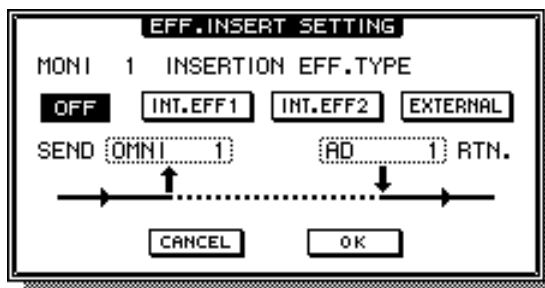 EFF.INSERT SETTING
MONI 1 INSERTION EFF.TYPE
OFF INT.EFF1 INT.EFF2 EXTERNAL
SEND OMNI 1 AD 1 RTN.
CANCEL OK